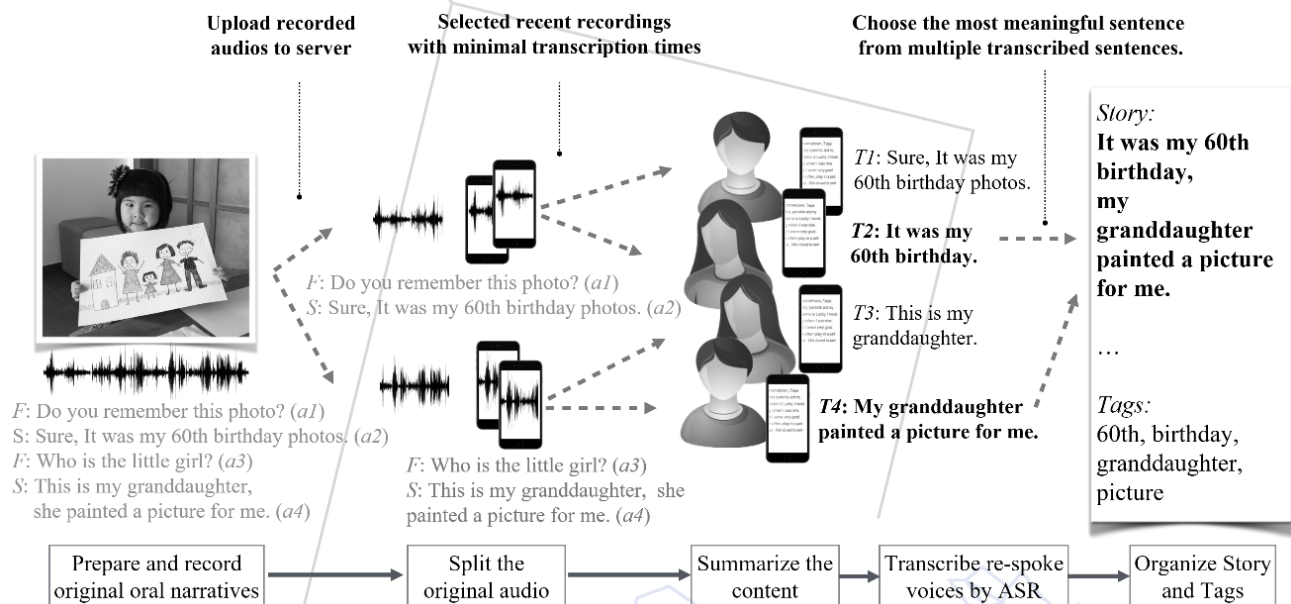 Upload recorded
audios to server
Selected recent recordings
with minimal transcription times
Choose the most meaningful sentence
from multiple transcribed sentences.
F: Do you remember this photo? (a1)
S: Sure, It was my 60th birthday photos. (a2)
F: Who is the little girl? (a3)
S: This is my granddaughter,
she painted a picture for me. (a4)
F: Do you remember this photo? (a1)
S: Sure, It was my 60th birthday photos. (a2)
F: Who is the little girl? (a3)
S: This is my granddaughter, she
painted a picture for me. (a4)
T1: Sure, It was my
60th birthday photos.
T2: It was my
60th birthday.
T3: This is my
granddaughter.
T4: My granddaughter
painted a picture for me.
Story:
It was my 60th
birthday,
my
granddaughter
painted a picture
for me.
…
Tags:
60th, birthday,
granddaughter,
picture
Prepare and record
original oral narratives
Split the
original audio
Summarize the
content
Transcribe re-spoke
voices by ASR
Organize Story
and Tags